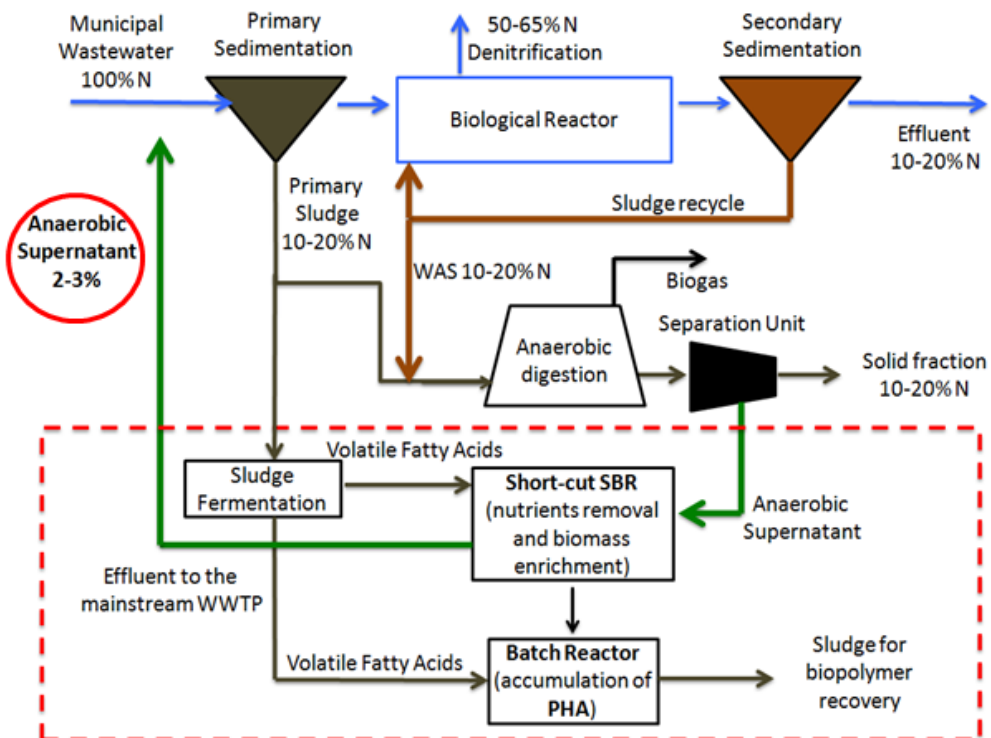 Municipal
Wastewater
100% N
Primary
Sedimentation
50-65% N
Denitrification
Secondary
Sedimentation
Biological Reactor
Effluent
10-20% N
Primary
Sludge
10-20% N
Sludge recycle
Anaerobic
Supernatant
2-3%
WAS 10-20% N
Biogas
Anaerobic
digestion
Separation Unit
Solid fraction
10-20% N
Volatile Fatty Acids
Sludge
Fermentation
Short-cut SBR
(nutrients removal
and biomass
enrichment)
Anaerobic
Supernatant
Effluent to the
mainstream WWTP
Volatile Fatty Acids
Batch Reactor
(accumulation of
PHA)
Sludge for
biopolymer
recovery